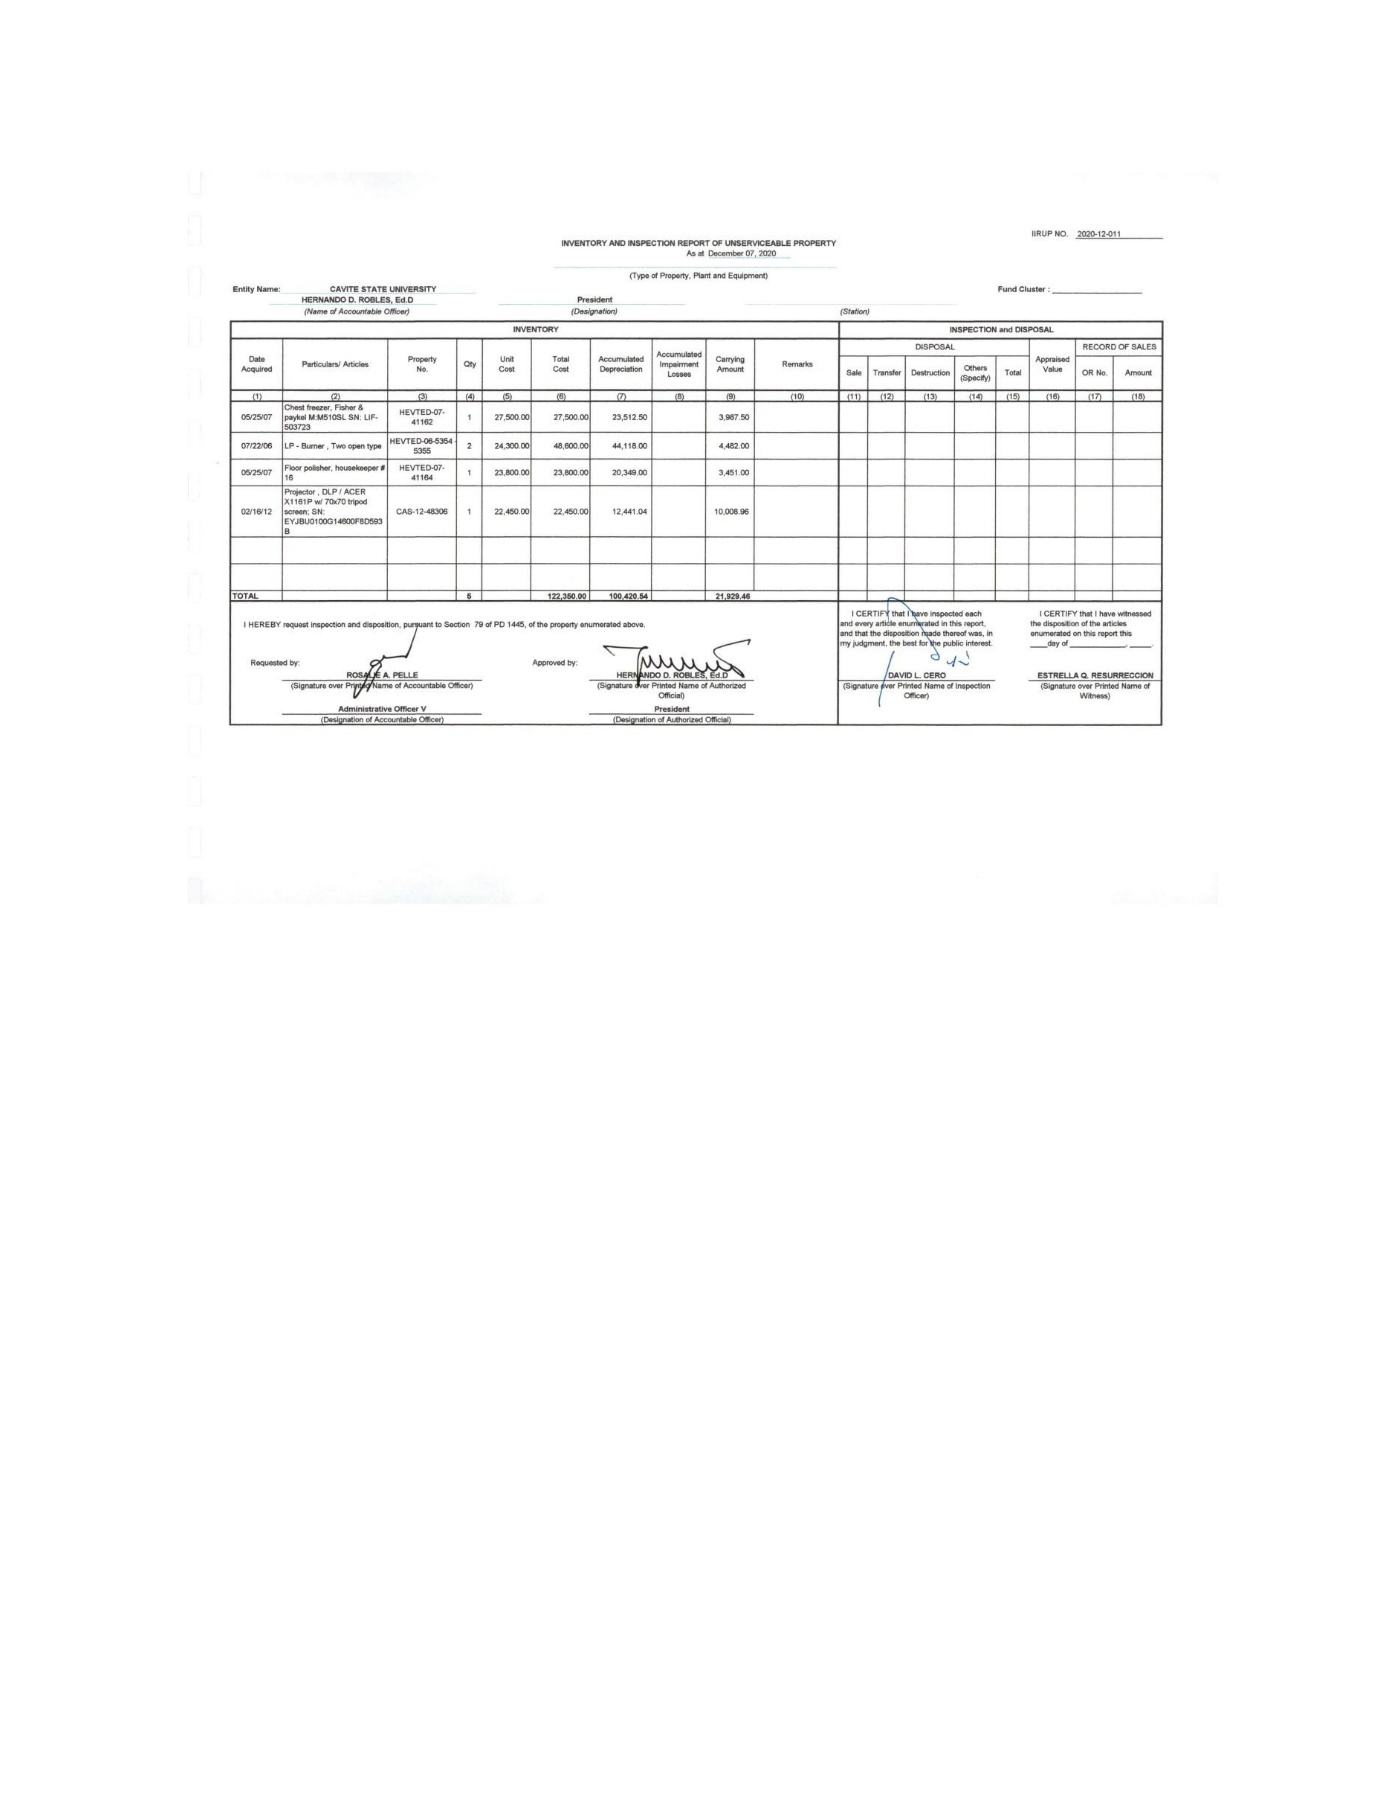 IIRUP NO. 2020-12-011
INVENTORY AND INSPECTION REPORT OF UNSERVICEABLE PROPERTY
As at December 07, 2020
(Type of Property, Plant and Equipment)
Entity Name: CAVITE STATE UNIVERSITY Fund Cluster :
HERNANDO D. ROBLES, Ed.D President
(Name of Accountable Officer) (Designation) (Station)
INVENTORY INSPECTION and DISPOSAL
DISPOSAL RECORD OF SALES
Date Acquired Particulars/ Articles Property No. Qty Unit Cost Total Cost Accumulated Depreciation Accumulated Impairment Losses Carrying Amount Remarks Sale Transfer Destruction Others (Specify) Total Appraised Value OR No. Amount
(1) (2) (3) (4) (5) (6) (7) (8) (9) (10) (11) (12) (13) (14) (15) (16) (17) (18)
05/25/07 Chest freezer, Fisher & paykel M:M510SL SN: LIF-503723 HEVTED-07-41162 1 27,500.00 27,500.00 23,512.50 3,987.50
07/22/06 LP - Burner , Two open type HEVTED-06-5354-5355 2 24,300.00 48,600.00 44,118.00 4,482.00
05/25/07 Floor polisher, housekeeper # 16 HEVTED-07-41164 1 23,800.00 23,800.00 20,349.00 3,451.00
02/16/12 Projector , DLP / ACER X1161P w/ 70x70 tripod screen; SN: EYJBU0100G14600F8D593B CAS-12-48306 1 22,450.00 22,450.00 12,441.04 10,008.96
TOTAL 5 122,350.00 100,420.54 21,929.46
I HEREBY request inspection and disposition, pursuant to Section 79 of PD 1445, of the property enumerated above.
Requested by:
ROSALIE A. PELLE
(Signature over Printed Name of Accountable Officer)
Administrative Officer V
(Designation of Accountable Officer)
Approved by:
HERNANDO D. ROBLES, Ed.D
(Signature over Printed Name of Authorized
Official)
President
(Designation of Authorized Official)
I CERTIFY that I have inspected each
and every article enumerated in this report,
and that the disposition made thereof was, in
my judgment, the best for the public interest.
DAVID L. CERO
(Signature over Printed Name of Inspection
Officer)
I CERTIFY that I have witnessed
the disposition of the articles
enumerated on this report this
____day of ____________, _____.
ESTRELLA Q. RESURRECCION
(Signature over Printed Name of
Witness)